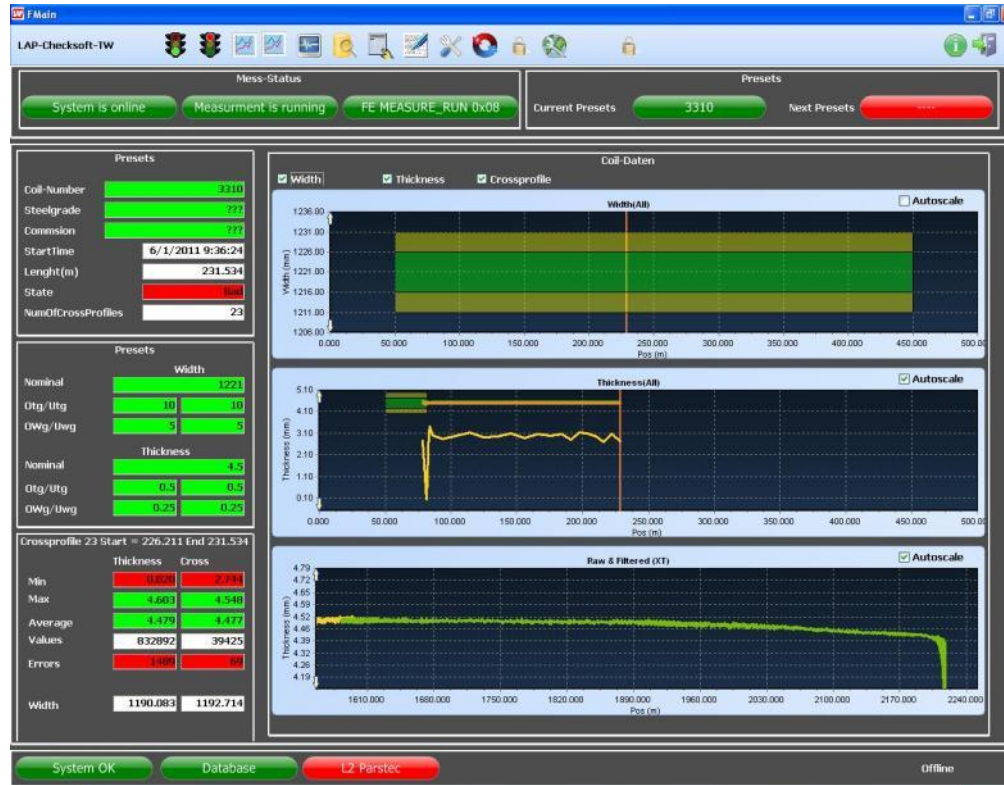 FMain
LAP-Checksoft-TW
Mess-Status
System is online
Measurment is running
FE MEASURE_RUN 0x08
Presets
Current Presets
3310
Next Presets
----
Presets
Coil-Number 3310
Steelgrade ???
Commsion ???
StartTime 6/1/2011 9:36:24
Lenght(m) 231.534
State Bad
NumOfCrossProfiles 23
Presets
Width
Nominal 1221
Otg/Utg 10 10
OWg/Uwg 5 5
Thickness
Nominal 4.5
Otg/Utg 0.5 0.5
OWg/Uwg 0.25 0.25
Crossprofile 23 Start = 226.211 End 231.534
Thickness Cross
Min 0.020 2.744
Max 4.603 4.548
Average 4.479 4.477
Values 832892 39425
Errors 1489 69
Width 1190.083 1192.714
Coil-Daten
Width Thickness Crossprofile
Width(All)
Autoscale
Width (mm)
1236.00
1231.00
1226.00
1221.00
1216.00
1211.00
1206.00
0.000 50.000 100.000 150.000 200.000 250.000 300.000 350.000 400.000 450.000 500.0
Pos (m)
Thickness(All)
Autoscale
Thickness (mm)
5.10
4.10
3.10
2.10
1.10
0.10
0.000 50.000 100.000 150.000 200.000 250.000 300.000 350.000 400.000 450.000 500.0
Pos (m)
Raw & Filtered (XT)
Autoscale
Thickness (mm)
4.79
4.72
4.65
4.59
4.52
4.46
4.39
4.32
4.26
4.19
1610.000 1680.000 1750.000 1820.000 1890.000 1960.000 2030.000 2100.000 2170.000 2240.000
Pos (m)
System OK
Database
L2 Parstec
Offline